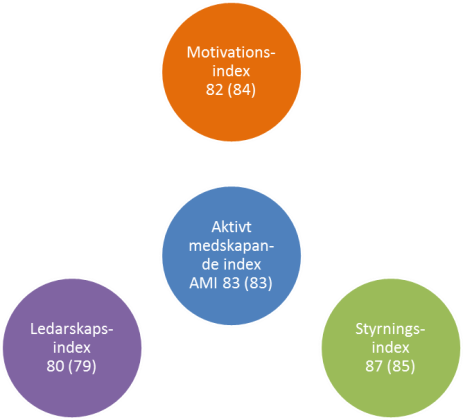 Motivations-
index
82 (84)
Aktivt
medskapan-
de index
AMI 83 (83)
Ledarskaps-
index
80 (79)
Styrnings-
index
87 (85)